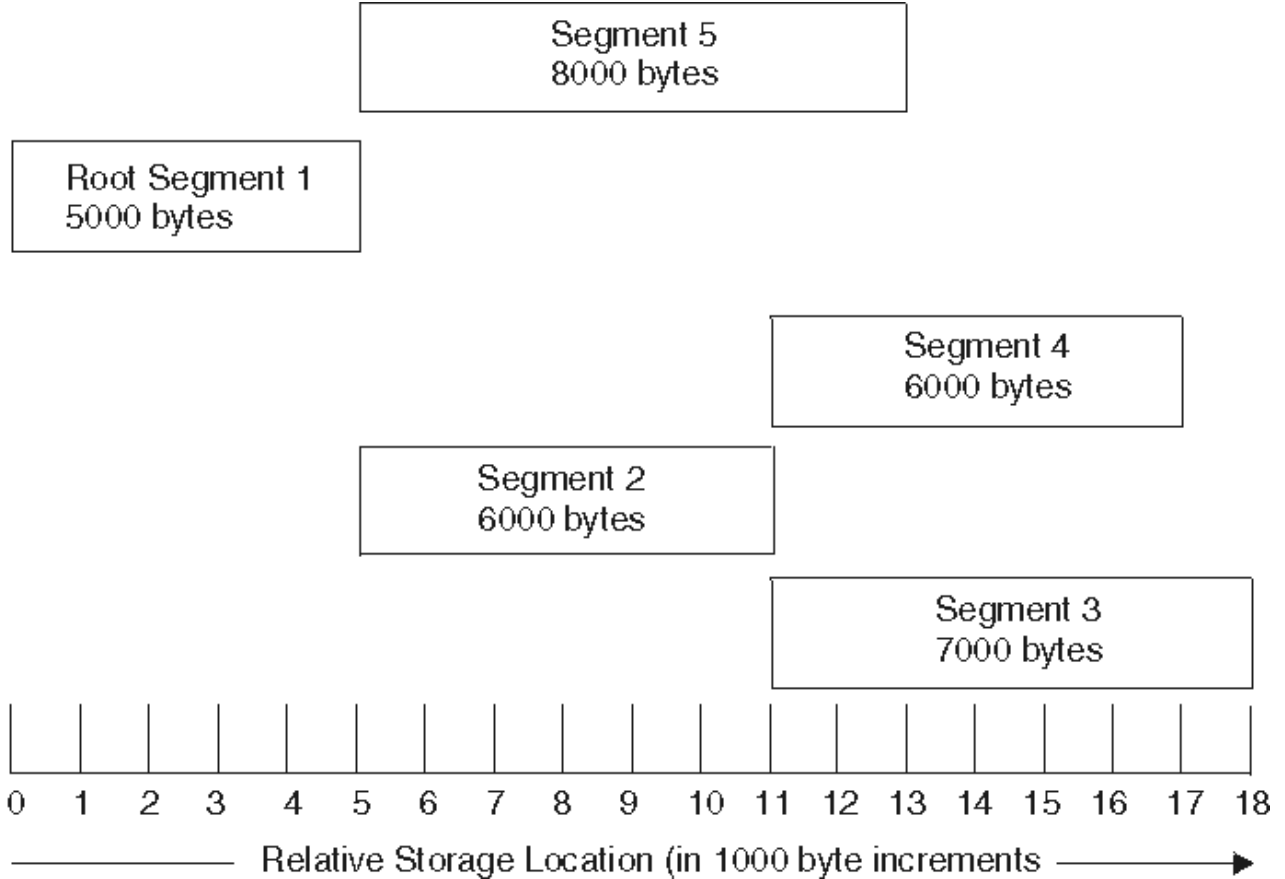 Segment 5
8000 bytes
Root Segment 1
5000 bytes
Segment 4
6000 bytes
Segment 2
6000 bytes
Segment 3
7000 bytes
0 1 2 3 4 5 6 7 8 9 10 11 12 13 14 15 16 17 18
Relative Storage Location (in 1000 byte increments